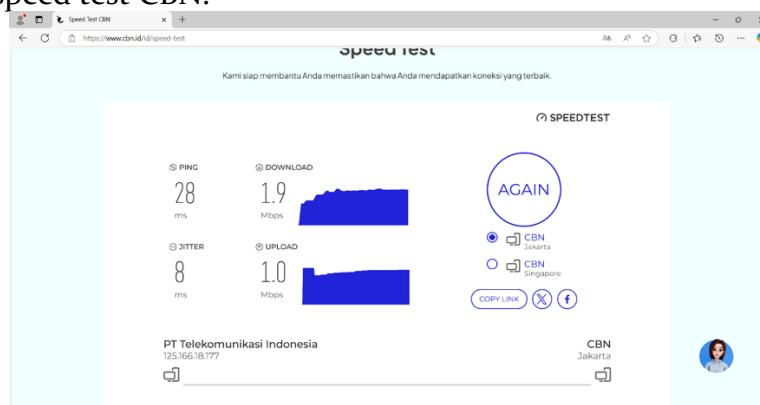 speed test CBN.
Speed Test CBN
https://www.cbn.id/id/speed-test
Speed Test
Kami siap membantu Anda memastikan bahwa Anda mendapatkan koneksi yang terbaik.
SPEEDTEST
PING
28
ms
DOWNLOAD
1.9
Mbps
AGAIN
JITTER
8
ms
UPLOAD
1.0
Mbps
CBN
Jakarta
CBN
Singapore
COPY LINK
PT Telekomunikasi Indonesia
125.166.18.177
CBN
Jakarta